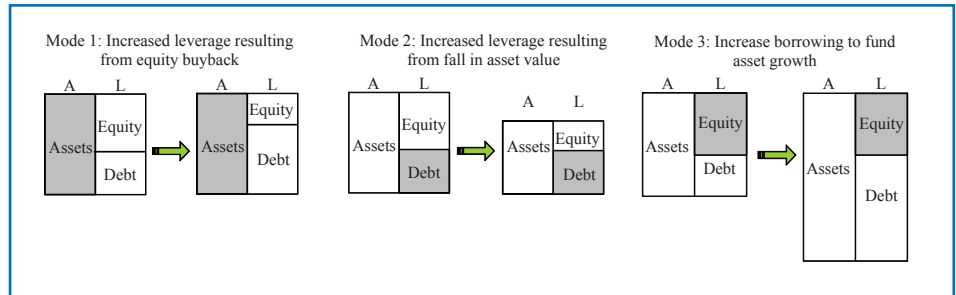 Mode 1: Increased leverage resulting
from equity buyback
A L
Assets
Equity
Debt
A L
Assets
Equity
Debt
Mode 2: Increased leverage resulting
from fall in asset value
A L
Assets
Equity
Debt
A L
Assets
Equity
Debt
Mode 3: Increase borrowing to fund
asset growth
A L
Assets
Equity
Debt
A L
Assets
Equity
Debt